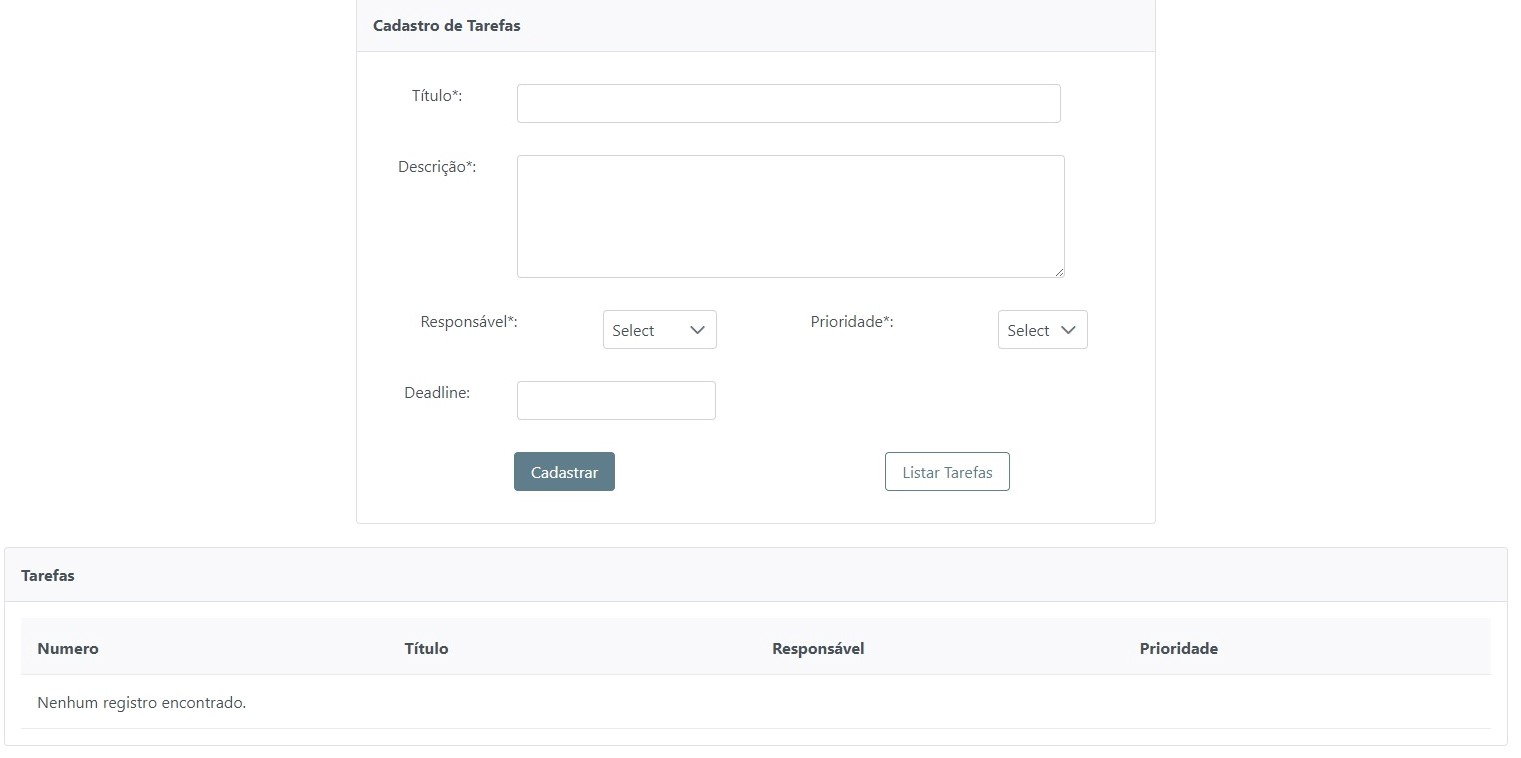 Cadastro de Tarefas
Título*:
Descrição*:
Responsável*: Select Prioridade*: Select
Deadline:
Cadastrar Listar Tarefas
Tarefas
Numero Título Responsável Prioridade
Nenhum registro encontrado.